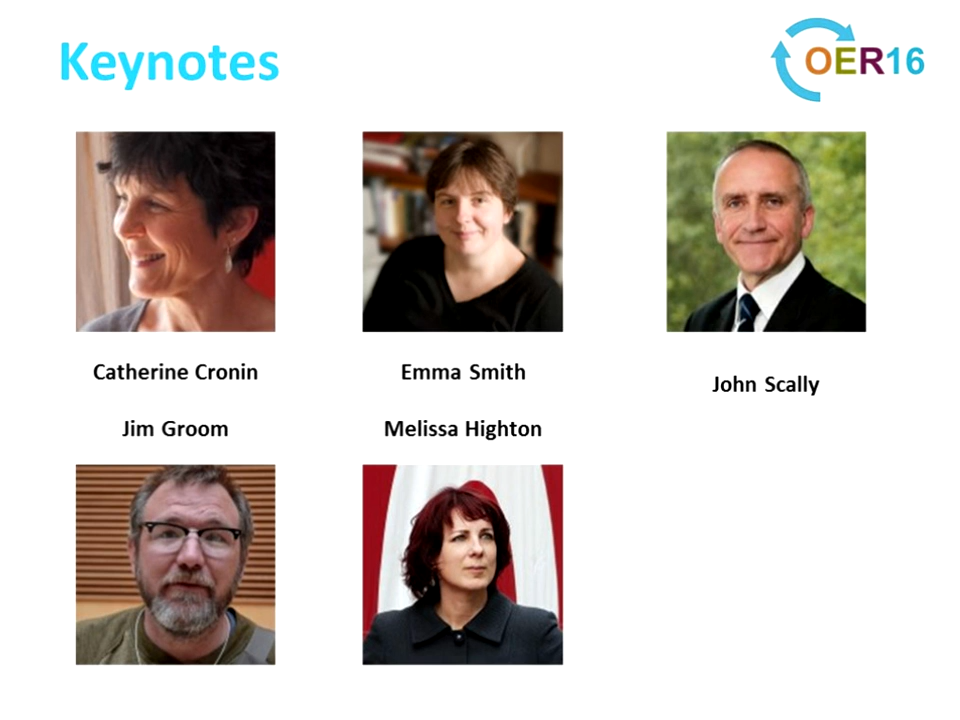 Keynotes
OER16
Catherine Cronin
Emma Smith
John Scally
Jim Groom
Melissa Highton